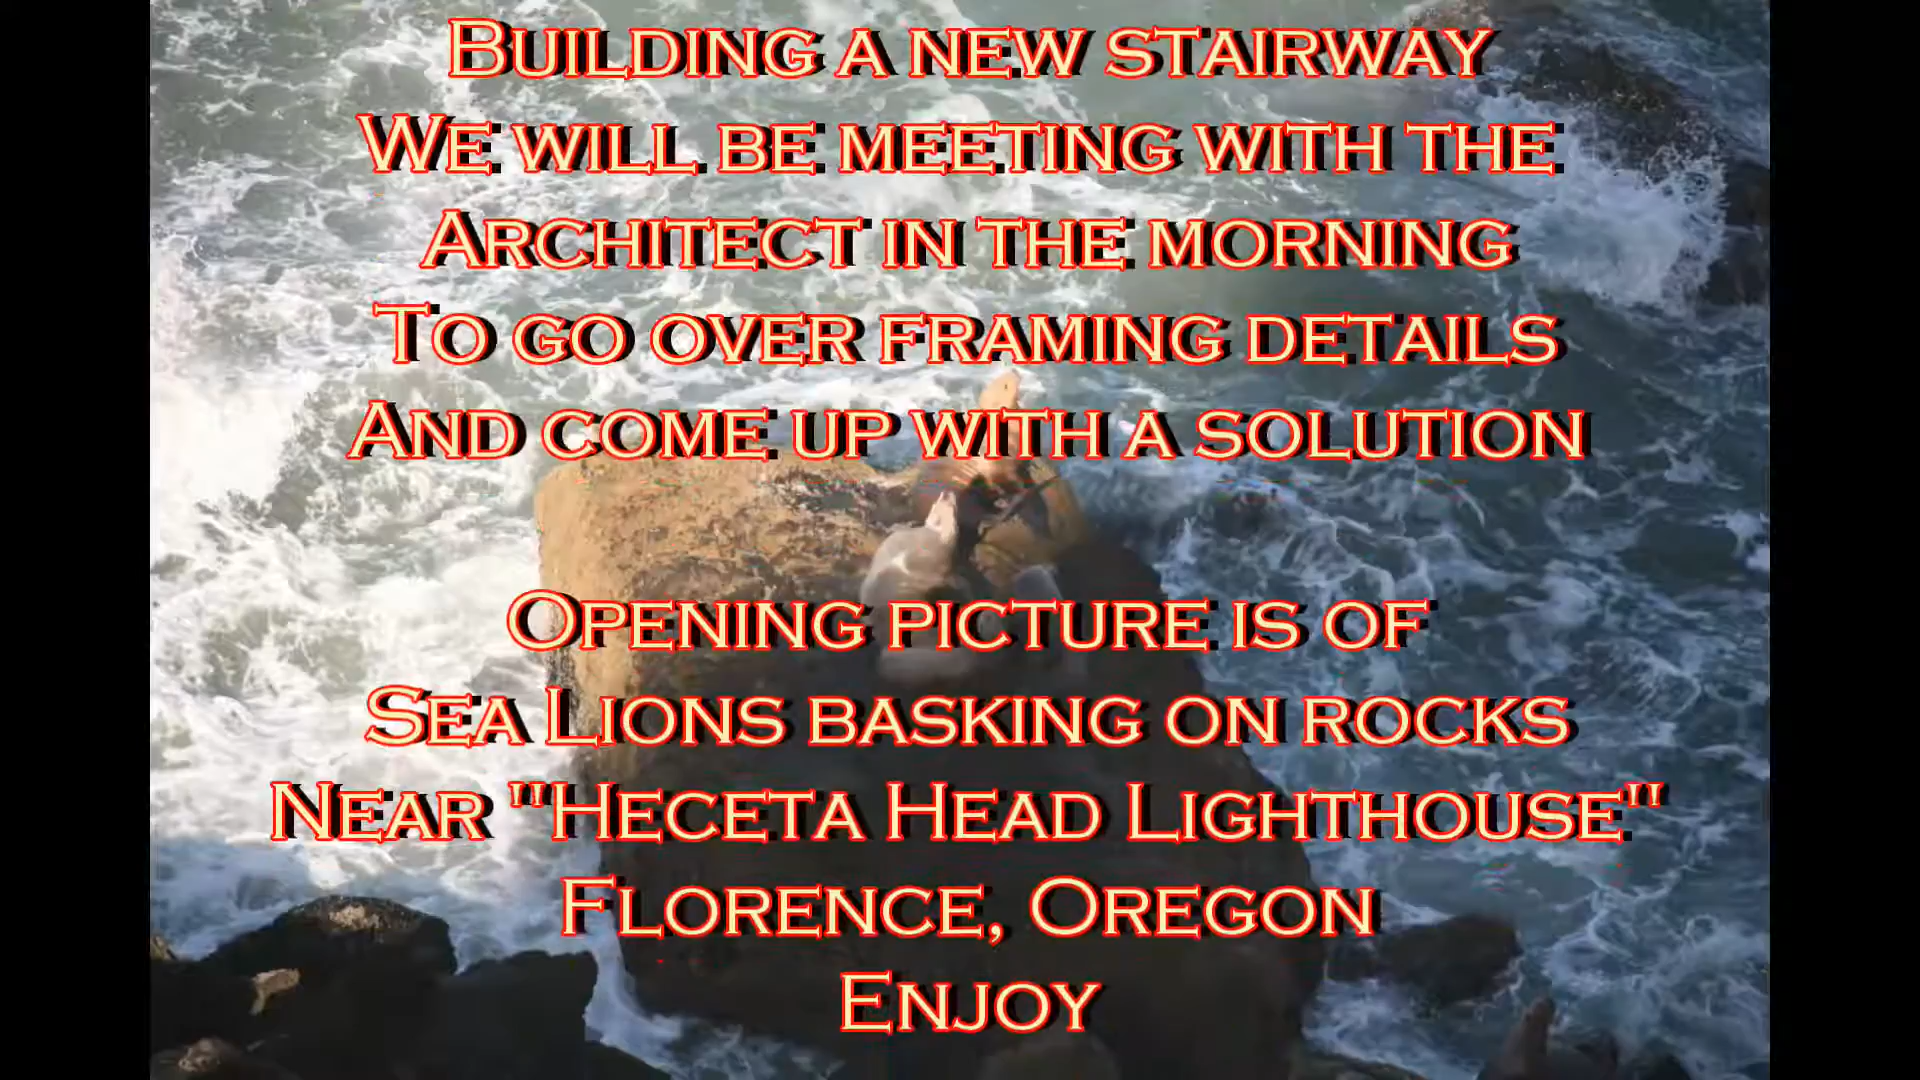 Building a new stairway
We will be meeting with the
Architect in the morning
To go over framing details
And come up with a solution
Opening picture is of
Sea Lions basking on rocks
Near "Heceta Head Lighthouse"
Florence, Oregon
Enjoy